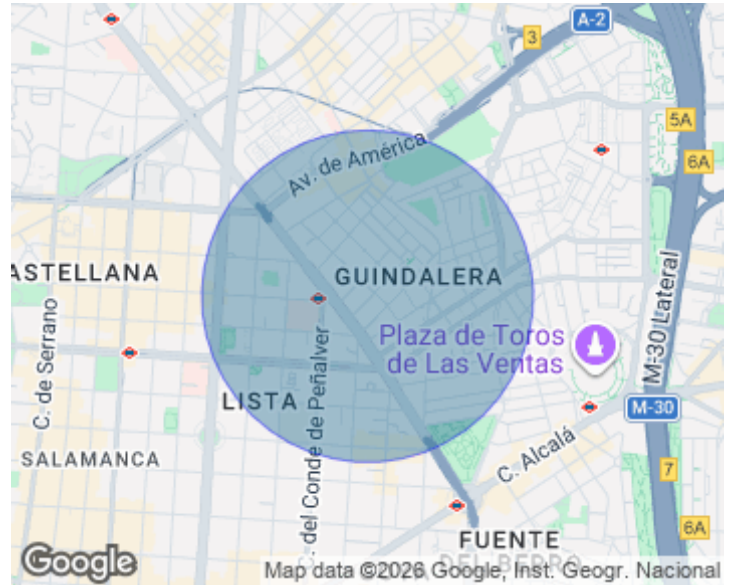 A-2
3
5A
6A
Av. de América
ASTELLANA
GUINDALERA
C. de Serrano
Plaza de Toros
de Las Ventas
M-30 Lateral
LISTA
C. del Conde de Peñalver
M-30
SALAMANCA
C. Alcalá
7
FUENTE
DEL BERRO
6A
Google
Map data ©2026 Google, Inst. Geogr. Nacional